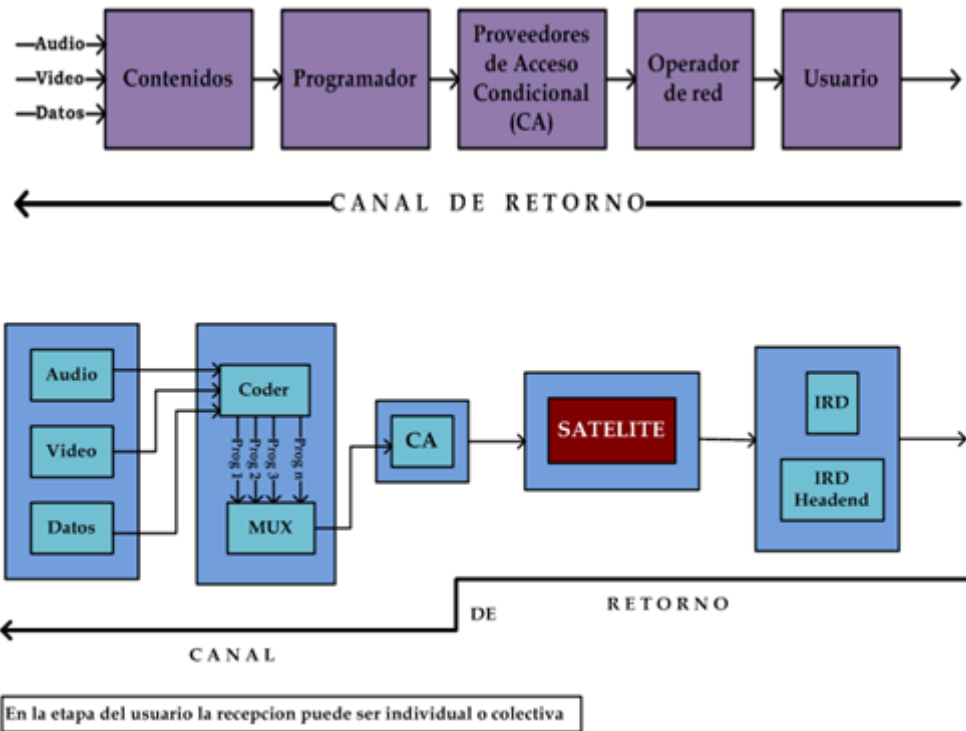 Audio
Video
Datos
Contenidos
Programador
Proveedores
de Acceso
Condicional
(CA)
Operador
de red
Usuario
CANAL DE RETORNO
Audio
Video
Datos
Coder
Prog 1
Prog 2
Prog 3
Prog n
MUX
CA
SATELITE
IRD
IRD
Headend
RETORNO
DE
CANAL
En la etapa del usuario la recepcion puede ser individual o colectiva